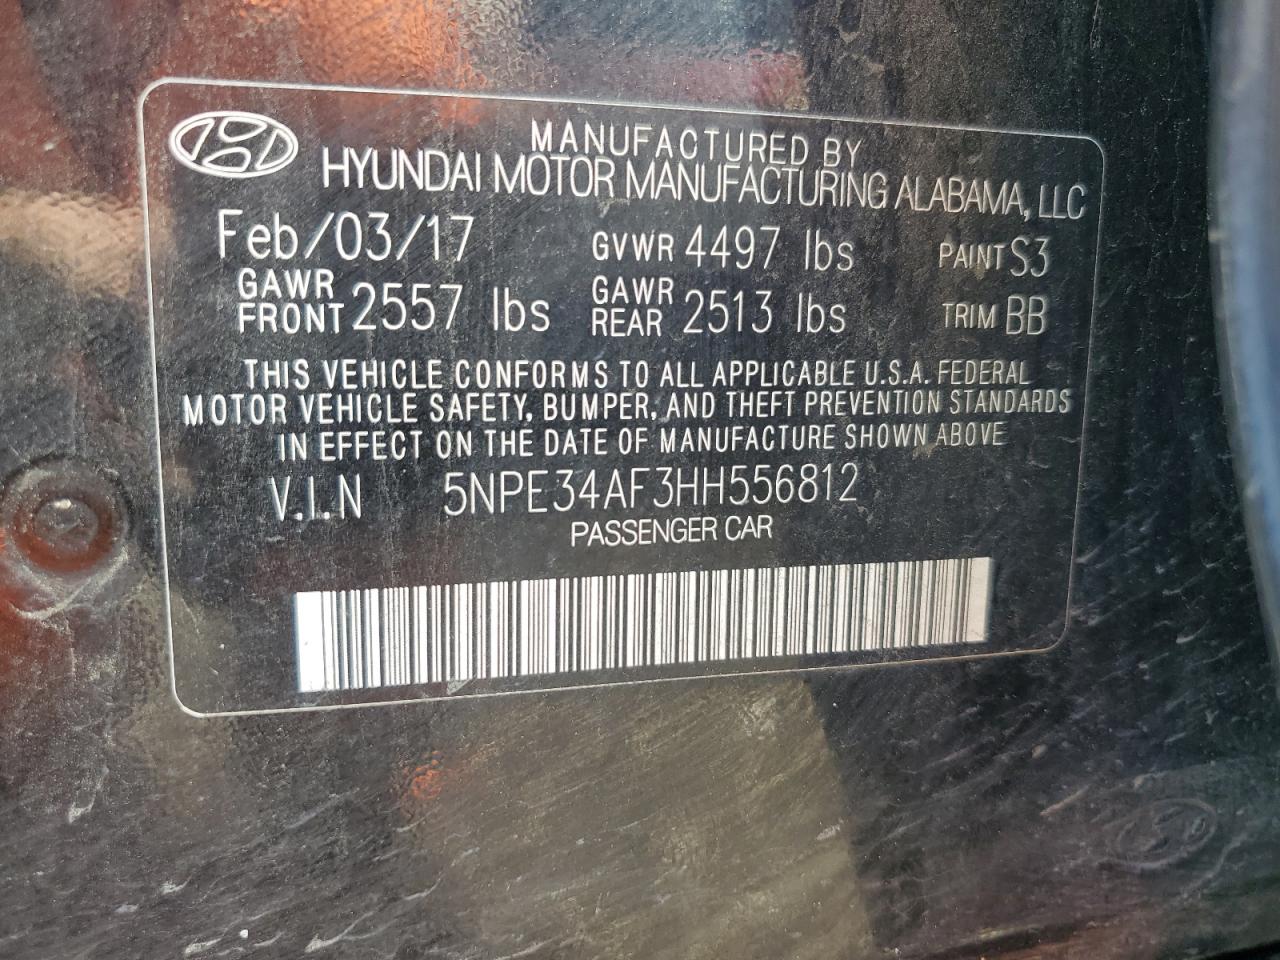 MANUFACTURED BY
HYUNDAI MOTOR MANUFACTURING ALABAMA, LLC
Feb/03/17 GVWR 4497 lbs PAINT S3
GAWR FRONT 2557 lbs GAWR REAR 2513 lbs TRIM BB
THIS VEHICLE CONFORMS TO ALL APPLICABLE U.S.A. FEDERAL
MOTOR VEHICLE SAFETY, BUMPER, AND THEFT PREVENTION STANDARDS
IN EFFECT ON THE DATE OF MANUFACTURE SHOWN ABOVE
V.I.N 5NPE34AF3HH556812
PASSENGER CAR